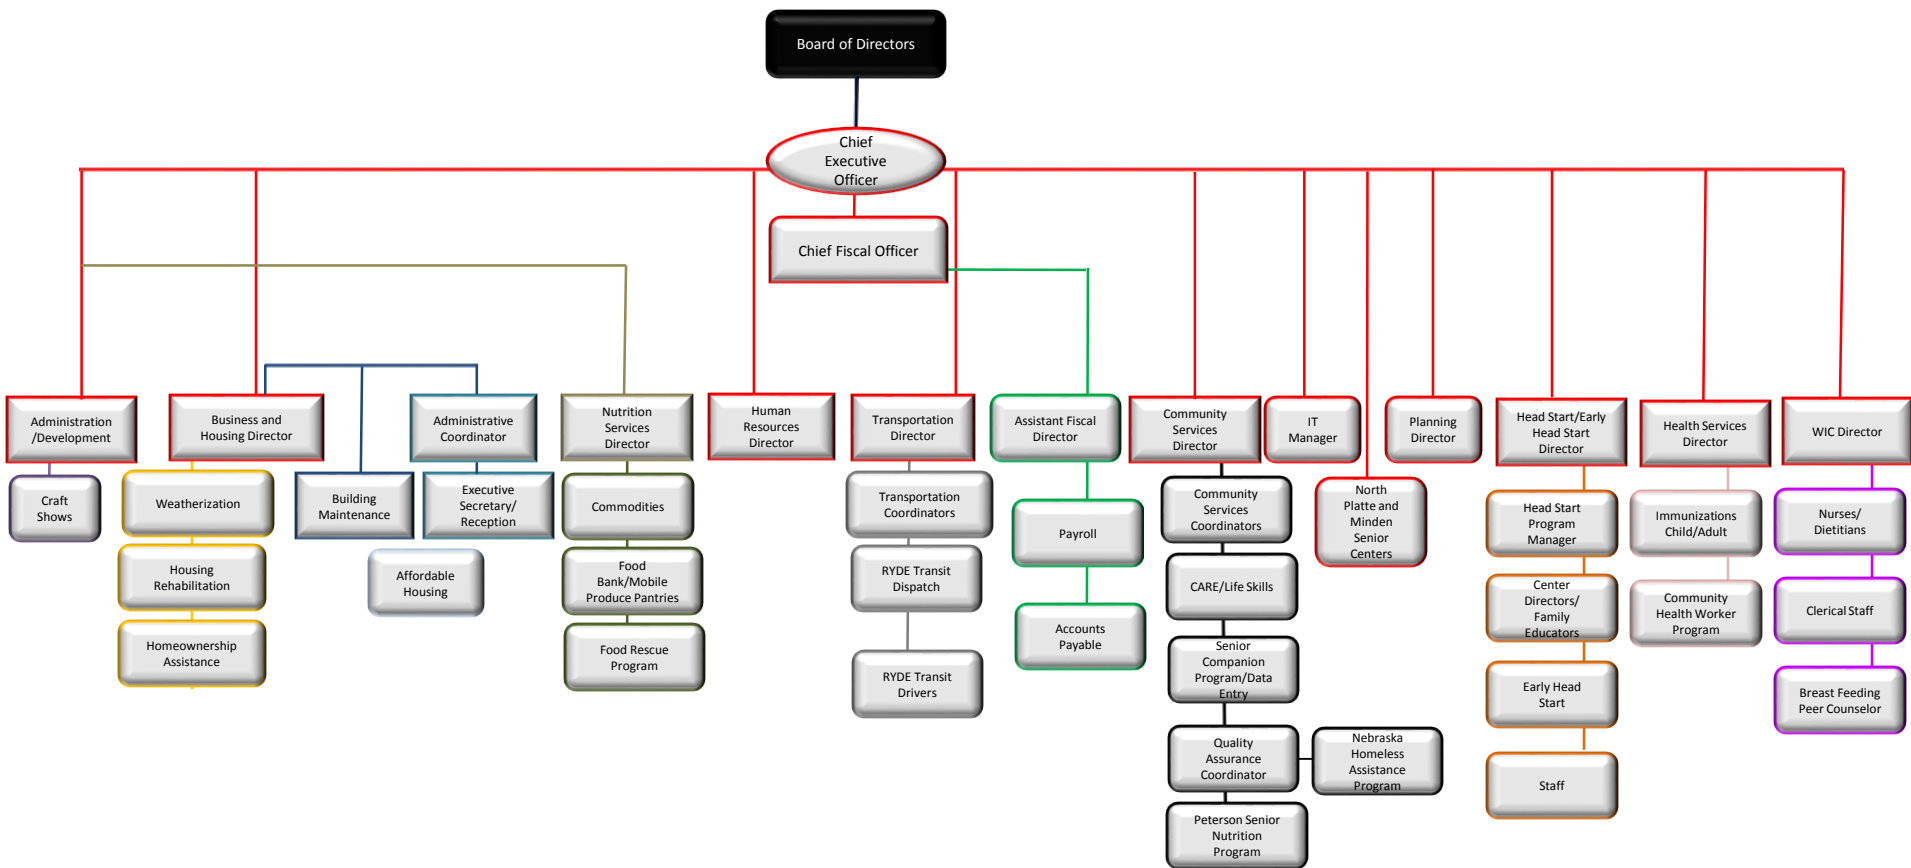 Board of Directors
Chief
Executive
Officer
Chief Fiscal Officer
Administration
/Development
Business and
Housing Director
Administrative
Coordinator
Nutrition
Services
Director
Human
Resources
Director
Transportation
Director
Assistant Fiscal
Director
Community
Services
Director
IT
Manager
Planning
Director
Head Start/Early
Head Start
Director
Health Services
Director
WIC Director
Craft
Shows
Weatherization
Building
Maintenance
Executive
Secretary/
Reception
Commodities
Transportation
Coordinators
Payroll
Community
Services
Coordinators
North
Platte and
Minden
Senior
Centers
Head Start
Program
Manager
Immunizations
Child/Adult
Nurses/
Dietitians
Housing
Rehabilitation
Affordable
Housing
Food
Bank/Mobile
Produce Pantries
RYDE Transit
Dispatch
CARE/Life Skills
Center
Directors/
Family
Educators
Community
Health Worker
Program
Clerical Staff
Homeownership
Assistance
Food Rescue
Program
RYDE Transit
Drivers
Accounts
Payable
Senior
Companion
Program/Data
Entry
Early Head
Start
Breast Feeding
Peer Counselor
Quality
Assurance
Coordinator
Nebraska
Homeless
Assistance
Program
Staff
Peterson Senior
Nutrition
Program